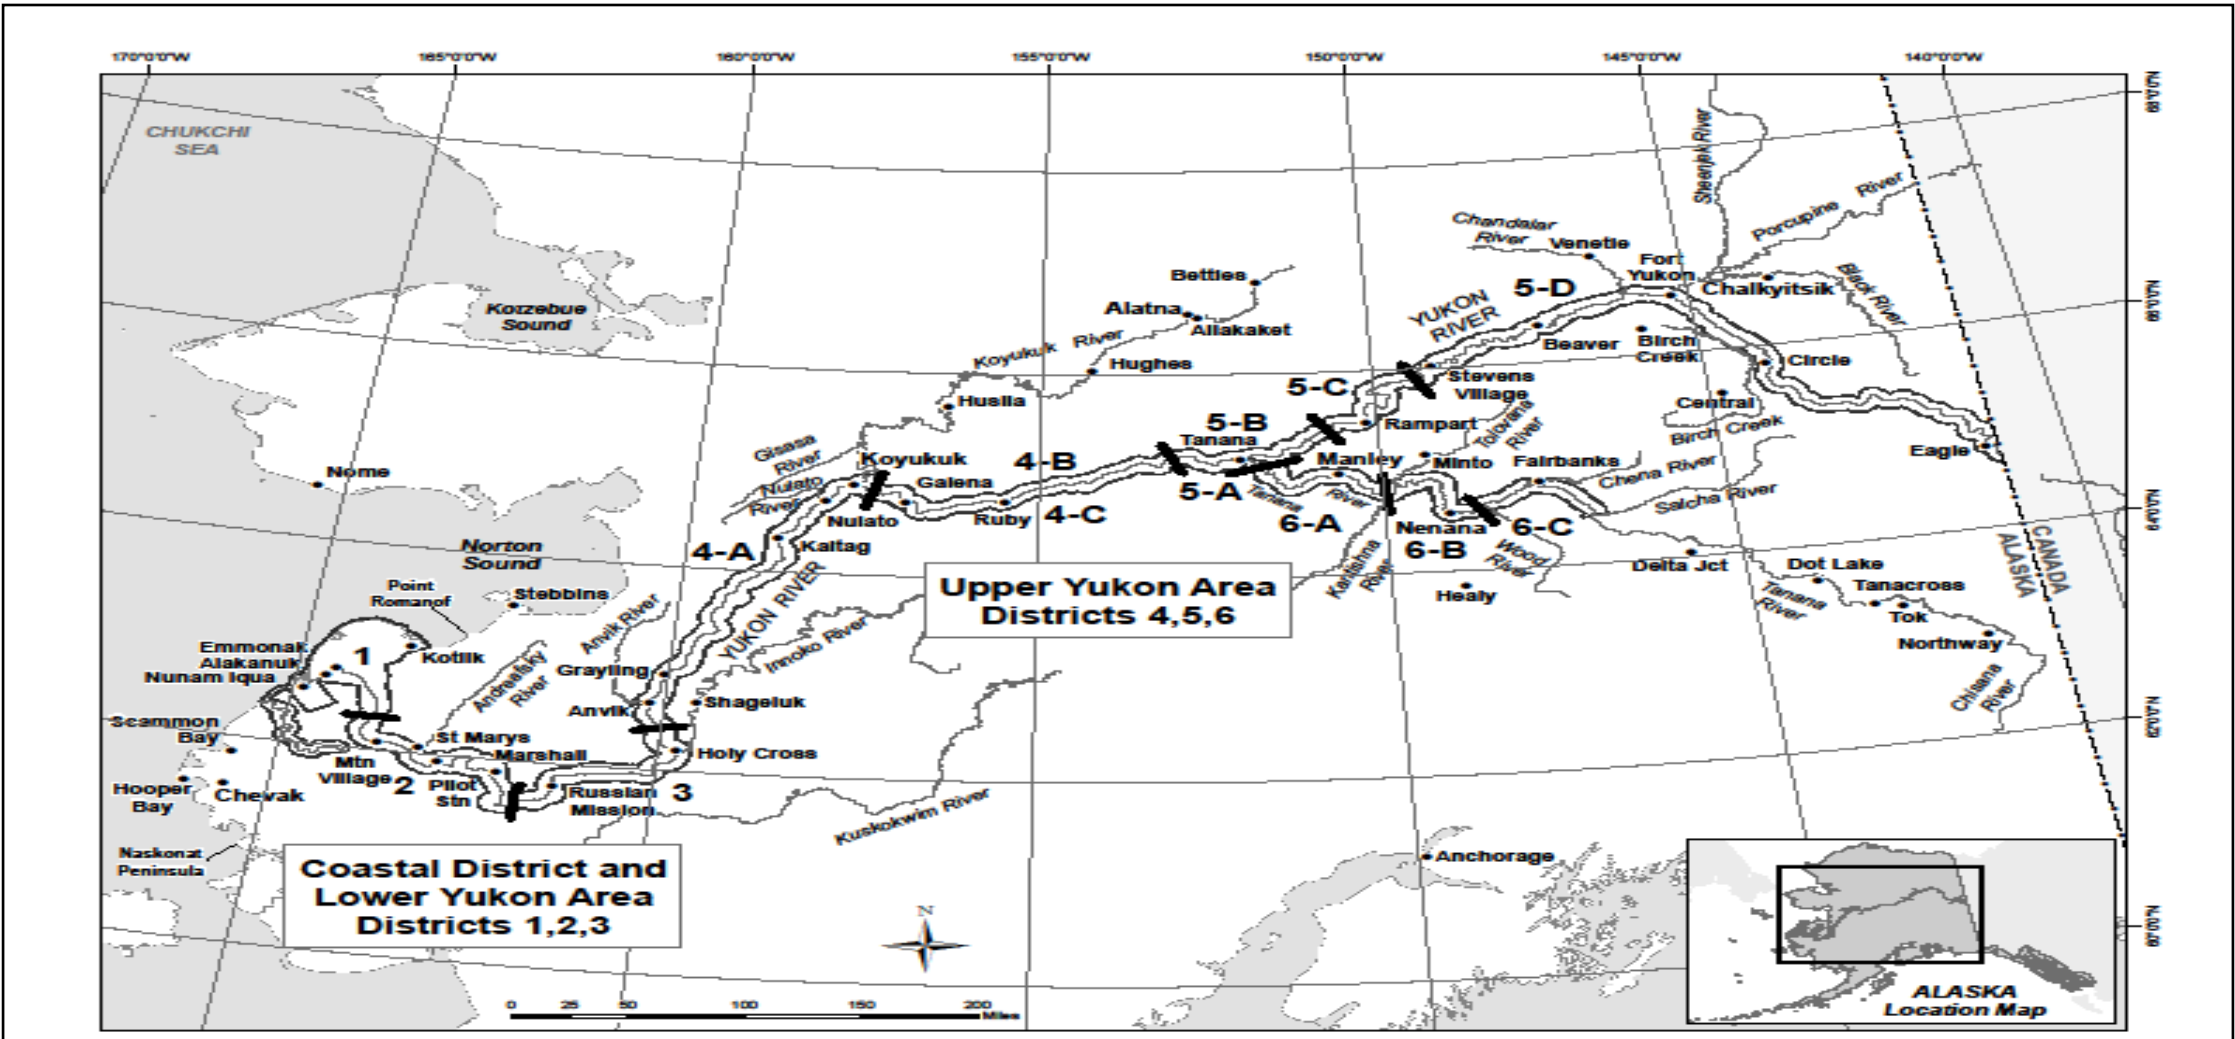 170°0'0"W
165°0'0"W
160°0'0"W
155°0'0"W
150°0'0"W
145°0'0"W
140°0'0"W
CHUKCHI
SEA
Kotzebue
Sound
Nome
Norton
Sound
Point
Romanof
Stebbins
Emmonak
Alakanuk
Nunam Iqua
1
Kotlik
Scammon
Bay
Hooper
Bay
Chevak
Naskonat
Peninsula
Mtn
Village
2
St Marys
Pilot
Stn
Marshall
Russian
Mission
3
Holy Cross
Andreafsky
River
Anvik River
Grayling
Anvik
Shageluk
YUKON RIVER
Innoko River
Kuskokwim River
4-A
Kaltag
Nulato
Nulato
River
Gisasa
River
Koyukuk
Galena
Ruby
4-B
4-C
Huslia
Koyukuk River
Hughes
Alatna
Allakaket
Bettles
Tanana
5-A
5-B
5-C
5-D
Rampart
Stevens
Village
YUKON
RIVER
Beaver
Birch
Creek
Chandalar
River
Venetie
Fort
Yukon
Chalkyitsik
Sheenjek River
Porcupine River
Black River
Circle
Central
Birch Creek
Eagle
Manley
Minto
Tolovana
River
Tanana River
6-A
Nenana
6-B
6-C
Fairbanks
Chena River
Salcha River
Kantishna
River
Wood
River
Healy
Delta Jct
Dot Lake
Tanacross
Tok
Northway
Tanana
River
Chisana
River
CANADA
ALASKA
Anchorage
Upper Yukon Area
Districts 4,5,6
Coastal District and
Lower Yukon Area
Districts 1,2,3
N
0 25 50 100 150 200
Miles
ALASKA
Location Map